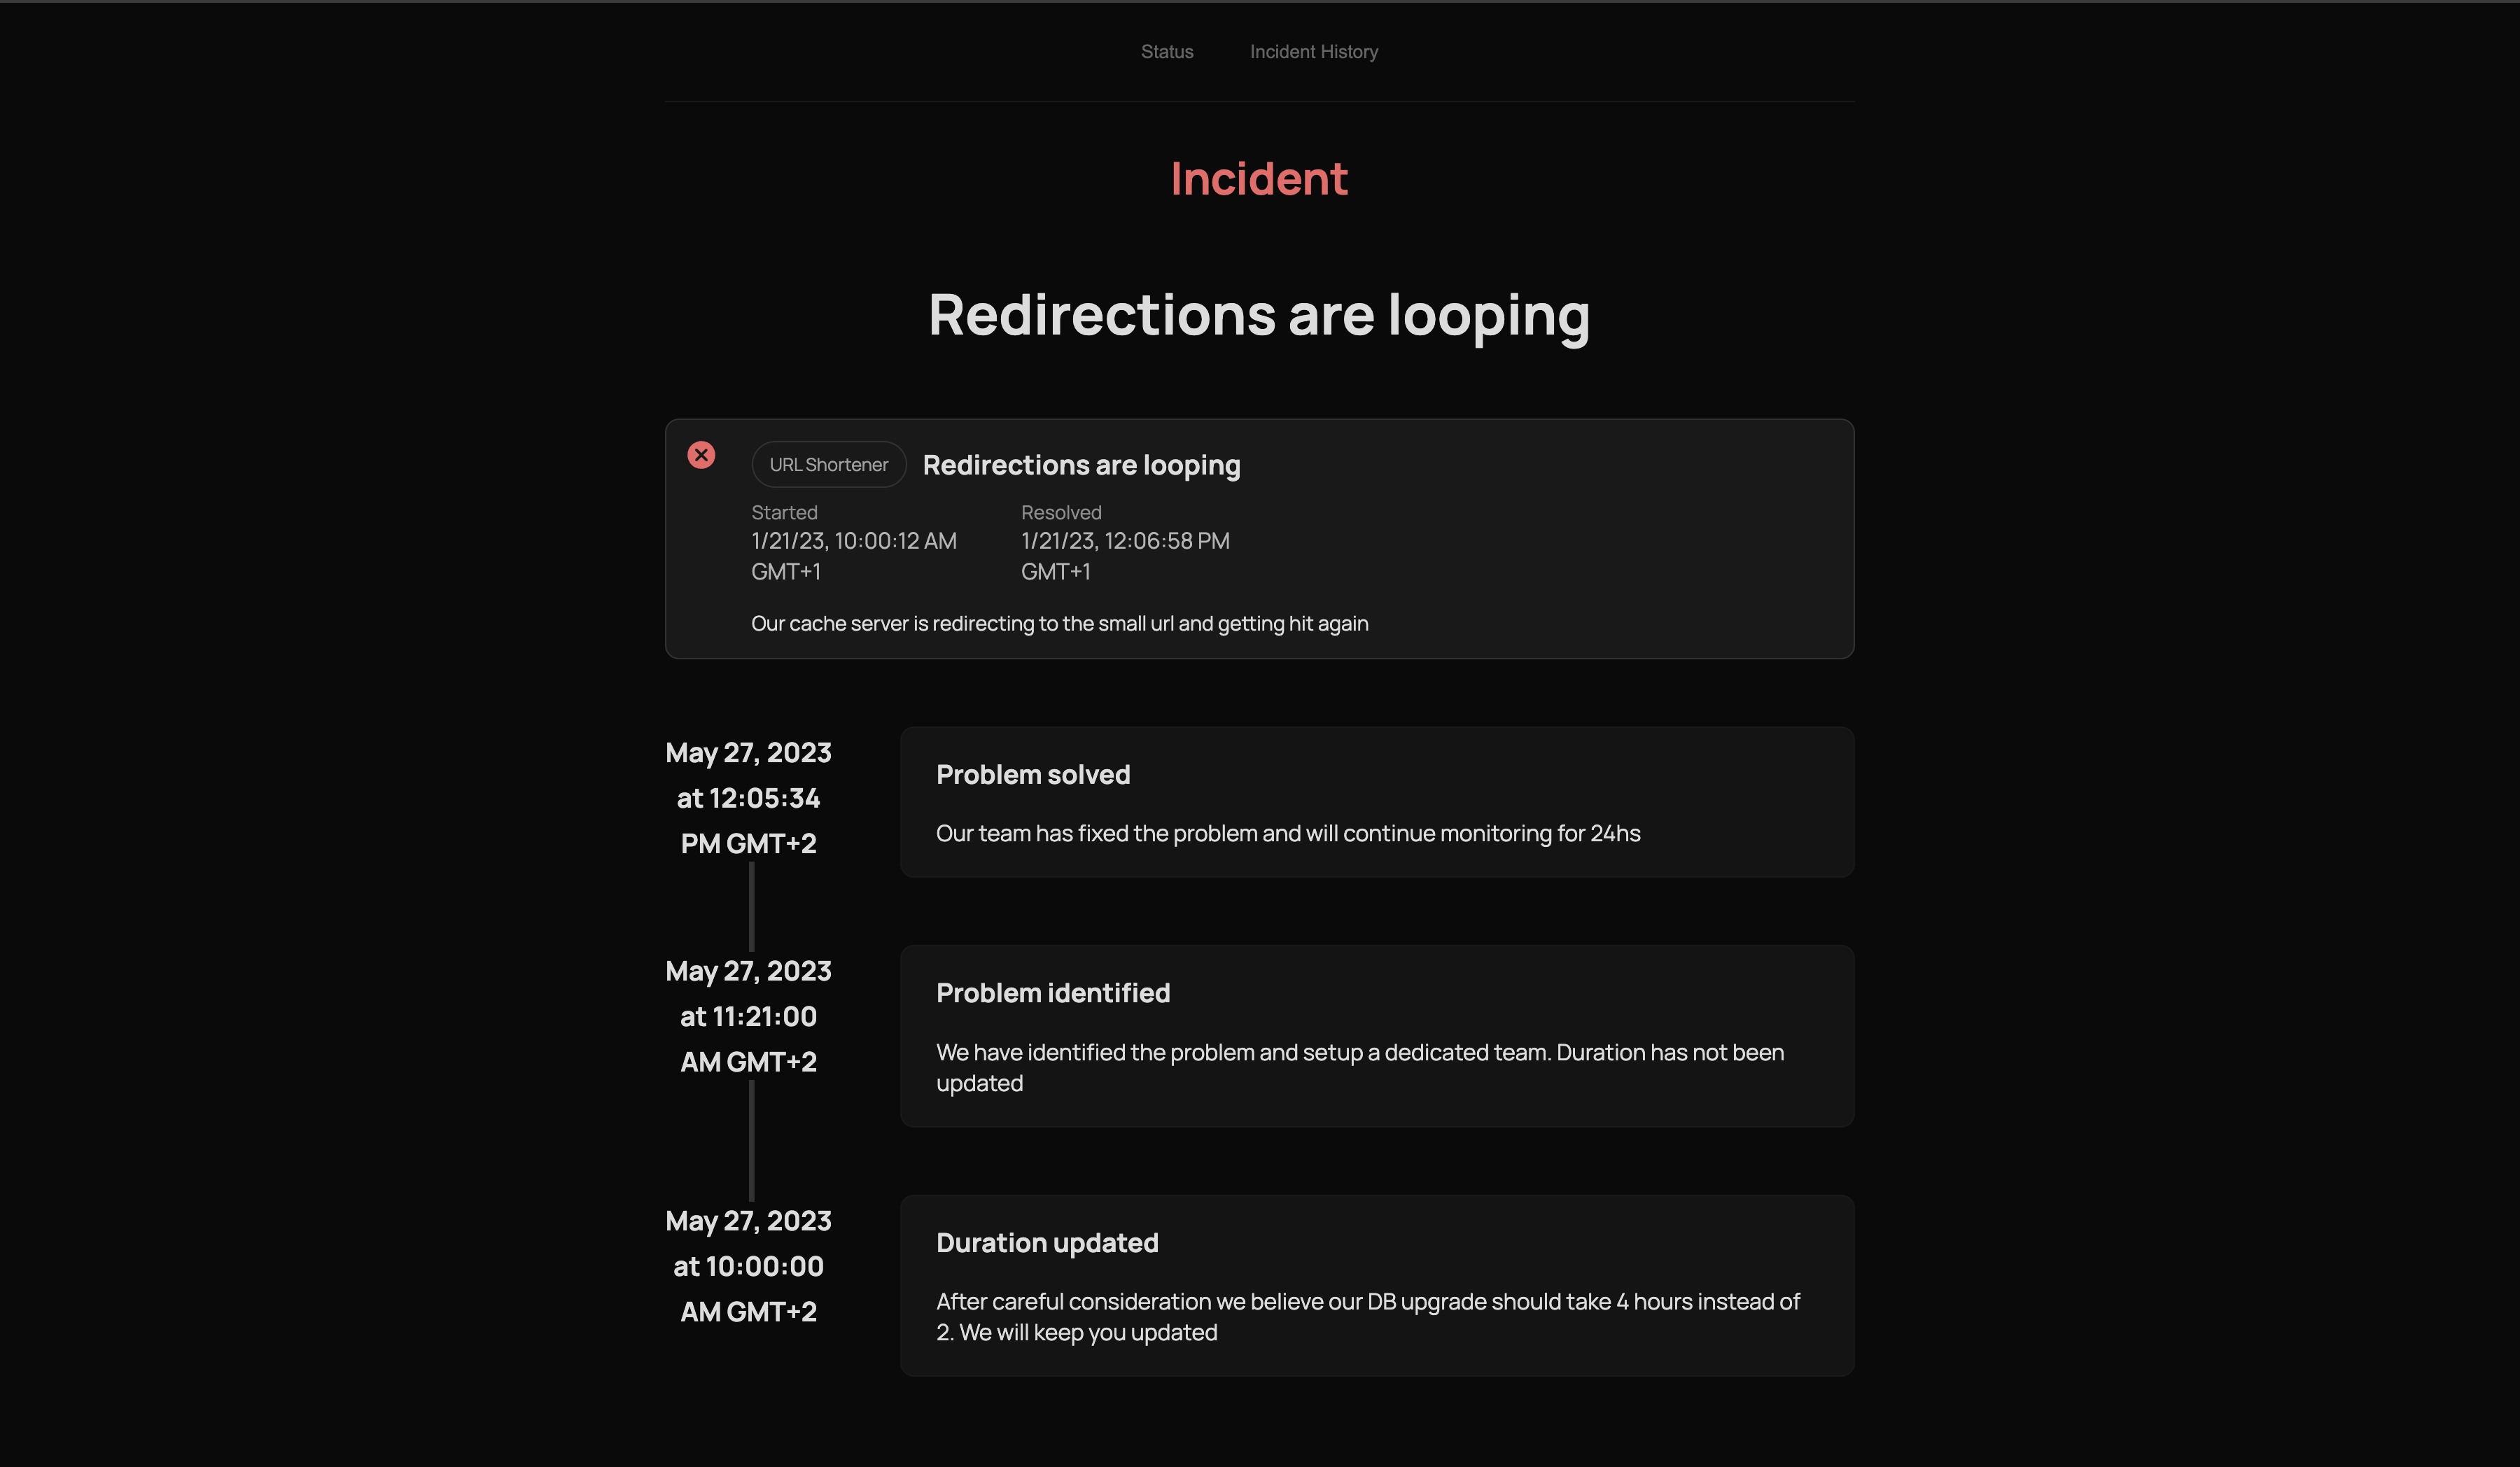 Status Incident History
Incident
Redirections are looping
URL Shortener Redirections are looping
Started Resolved
1/21/23, 10:00:12 AM 1/21/23, 12:06:58 PM
GMT+1 GMT+1
Our cache server is redirecting to the small url and getting hit again
May 27, 2023
at 12:05:34
PM GMT+2
Problem solved
Our team has fixed the problem and will continue monitoring for 24hs
May 27, 2023
at 11:21:00
AM GMT+2
Problem identified
We have identified the problem and setup a dedicated team. Duration has not been
updated
May 27, 2023
at 10:00:00
AM GMT+2
Duration updated
After careful consideration we believe our DB upgrade should take 4 hours instead of
2. We will keep you updated